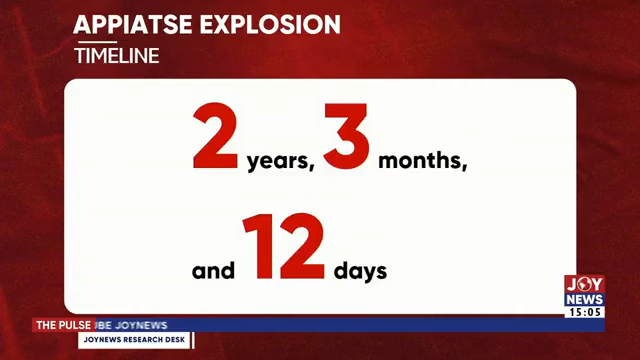 APPIATSE EXPLOSION
TIMELINE
2 years, 3 months,
and 12 days
JOY
NEWS
15:05
THE PULSE
JOYNEWS
JOYNEWS RESEARCH DESK